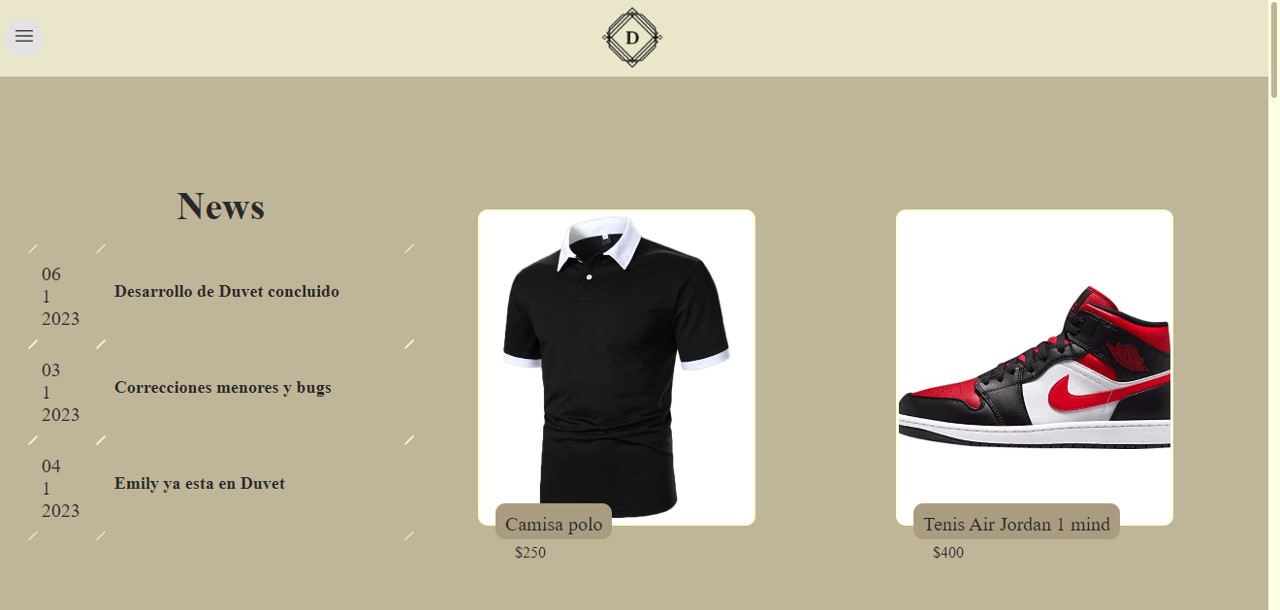 D
News
06
1
2023
Desarrollo de Duvet concluido
03
1
2023
Correcciones menores y bugs
04
1
2023
Emily ya esta en Duvet
Camisa polo
$250
Tenis Air Jordan 1 mind
$400